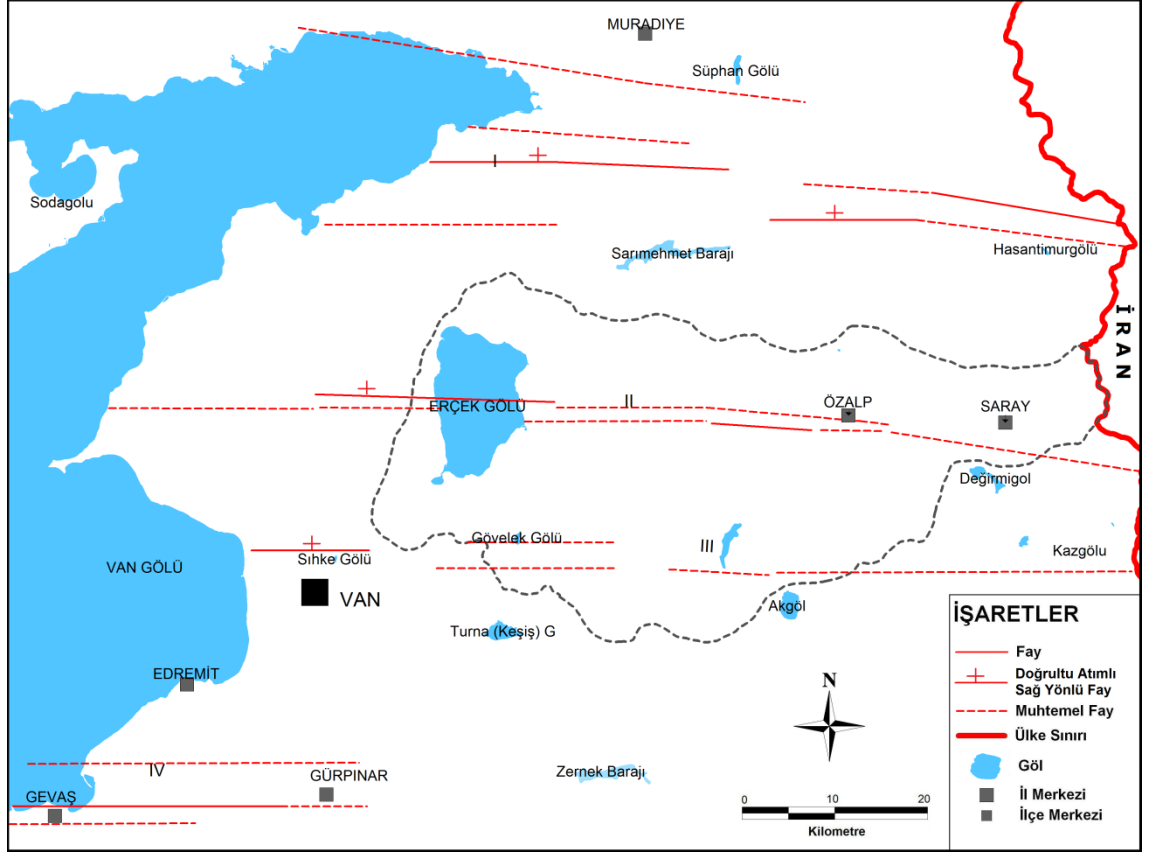 MURADIYE
Süphan Gölü
I
Sodagolu
Sarımehmet Barajı
Hasantimurgölü
İRAN
ERÇEK GÖLÜ
II
ÖZALP
SARAY
Değirmigol
Gövelek Gölü
III
Kazgölu
Sıhke Gölü
VAN GÖLÜ
VAN
Akgöl
Turna (Keşiş) G
EDREMİT
N
IV
GÜRPINAR
Zernek Barajı
GEVAŞ
0 10 20
Kilometre
İŞARETLER
Fay
Doğrultu Atımlı
Sağ Yönlü Fay
Muhtemel Fay
Ülke Sınırı
Göl
İl Merkezi
İlçe Merkezi